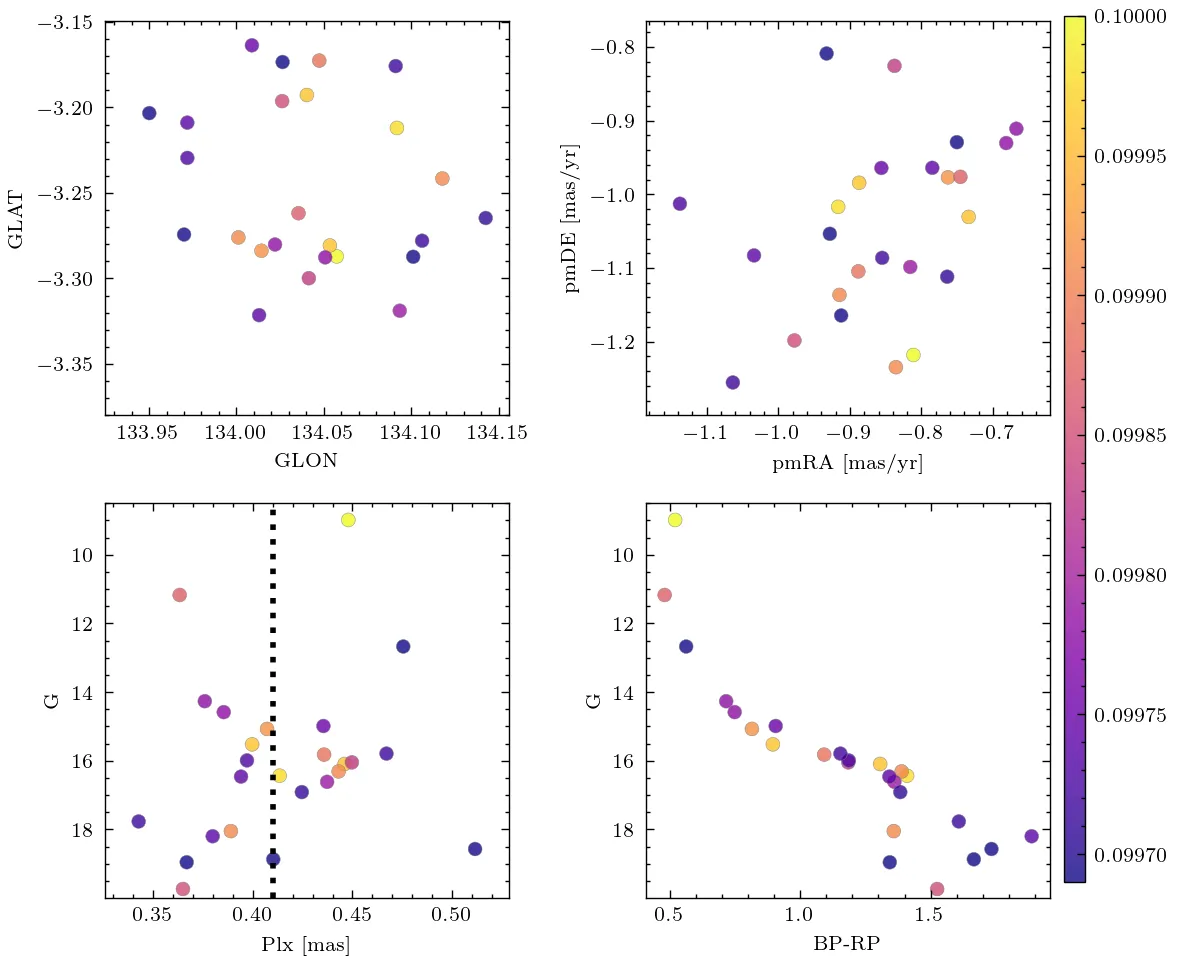 −3.15
−3.20
−3.25
−3.30
−3.35
GLAT
133.95 134.00 134.05 134.10 134.15
GLON
−0.8
−0.9
−1.0
−1.1
−1.2
pmDE [mas/yr]
−1.1 −1.0 −0.9 −0.8 −0.7
pmRA [mas/yr]
10
12
14
16
18
G
0.35 0.40 0.45 0.50
Plx [mas]
10
12
14
16
18
G
0.5 1.0 1.5
BP-RP
0.10000
0.09995
0.09990
0.09985
0.09980
0.09975
0.09970